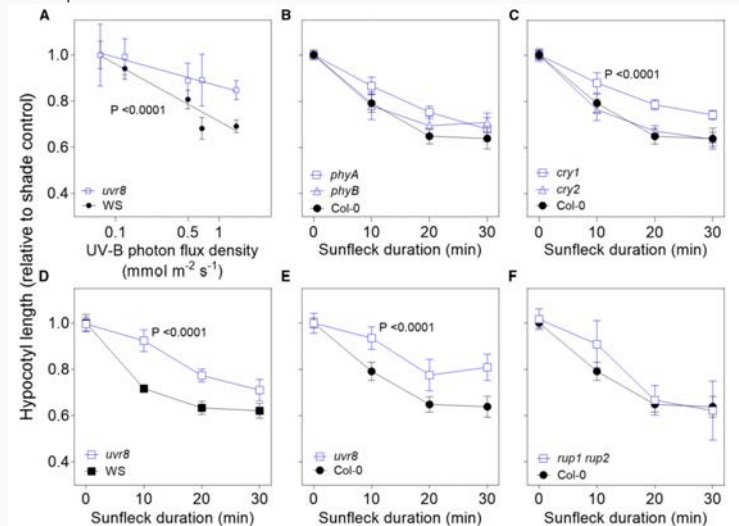 A
B
C
Hypocotyl length (relative to shade control)
1.0
0.8
0.6
0.4
P <0.0001
uvr8
WS
0.1
0.5
1
UV-B photon flux density
(mmol m⁻² s⁻¹)
phyA
phyB
Col-0
0
10
20
30
Sunfleck duration (min)
P <0.0001
cry1
cry2
Col-0
0
10
20
30
Sunfleck duration (min)
D
E
F
1.0
0.8
0.6
0.4
P <0.0001
uvr8
WS
0
10
20
30
Sunfleck duration (min)
P <0.0001
uvr8
Col-0
0
10
20
30
Sunfleck duration (min)
rup1 rup2
Col-0
0
10
20
30
Sunfleck duration (min)